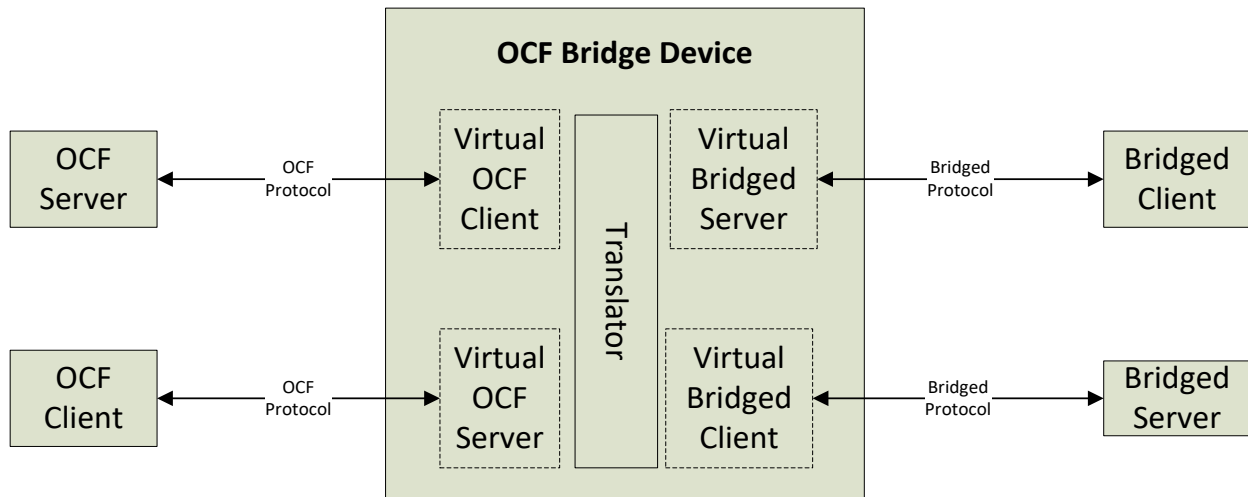 OCF Bridge Device
OCF
Server
OCF
Protocol
Virtual
OCF
Client
Translator
Virtual
Bridged
Server
Bridged
Protocol
Bridged
Client
OCF
Client
OCF
Protocol
Virtual
OCF
Server
Virtual
Bridged
Client
Bridged
Protocol
Bridged
Server